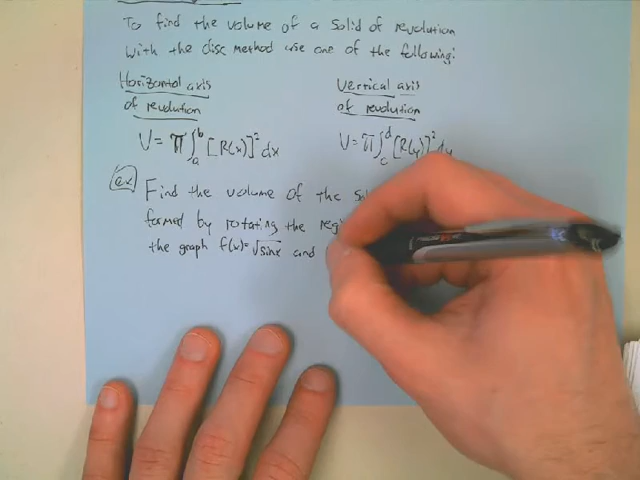 To find the volume of a solid of revolution
with the disc method use one of the following:
Horizontal axis
of revolution
V = π∫ₐᵇ [R(x)]² dx
Vertical axis
of revolution
V = π∫꜀ᵈ [R(y)]² dy
ex Find the volume of the
formed by rotating the
the graph f(x) = √sinx and